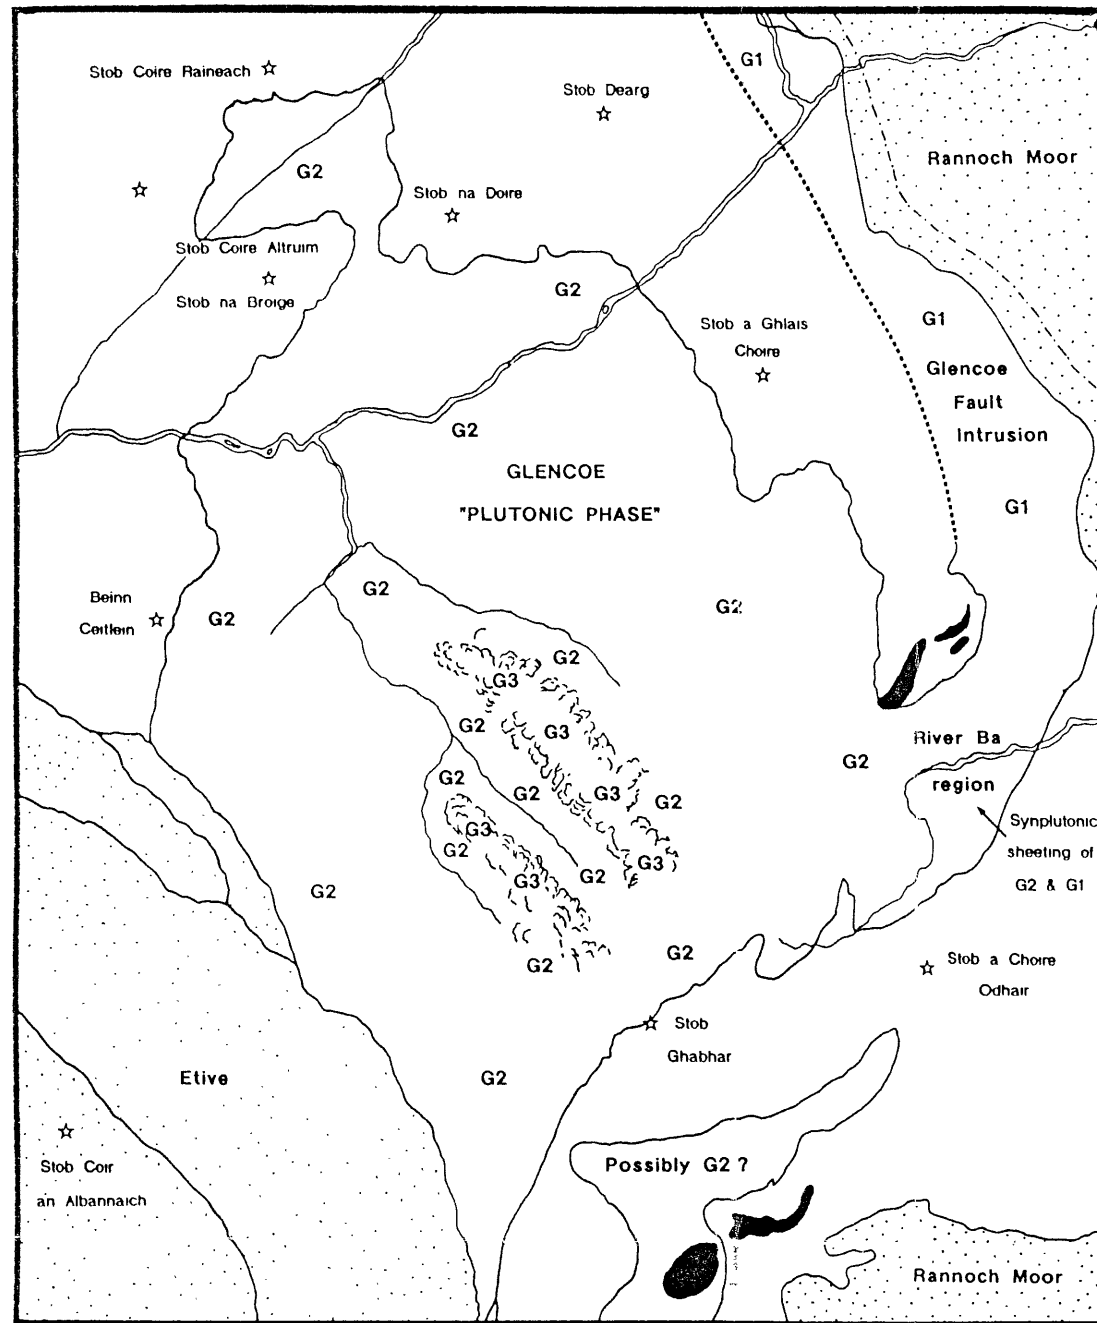 G1
Stob Coire Raineach
Stob Dearg
Rannoch Moor
G2
Stob na Doire
Stob Coire Altruim
Stob na Broige
G2
G1
Stob a Ghlais
Choire
Glencoe
Fault
Intrusion
G2
GLENCOE
"PLUTONIC PHASE"
G1
G2
Beinn
Ceitlein
G2
G2
G2
G3
G2
G3
River Ba
region
G2
G2
G2
G3
G2
Synplutonic
sheeting of
G2 & G1
G3
G2
G3
G2
G3
G2
G2
G2
Stob a Choire
Odhair
Stob
Ghabhar
Etive
G2
Stob Coir
an Albannaich
Possibly G2 ?
Rannoch Moor